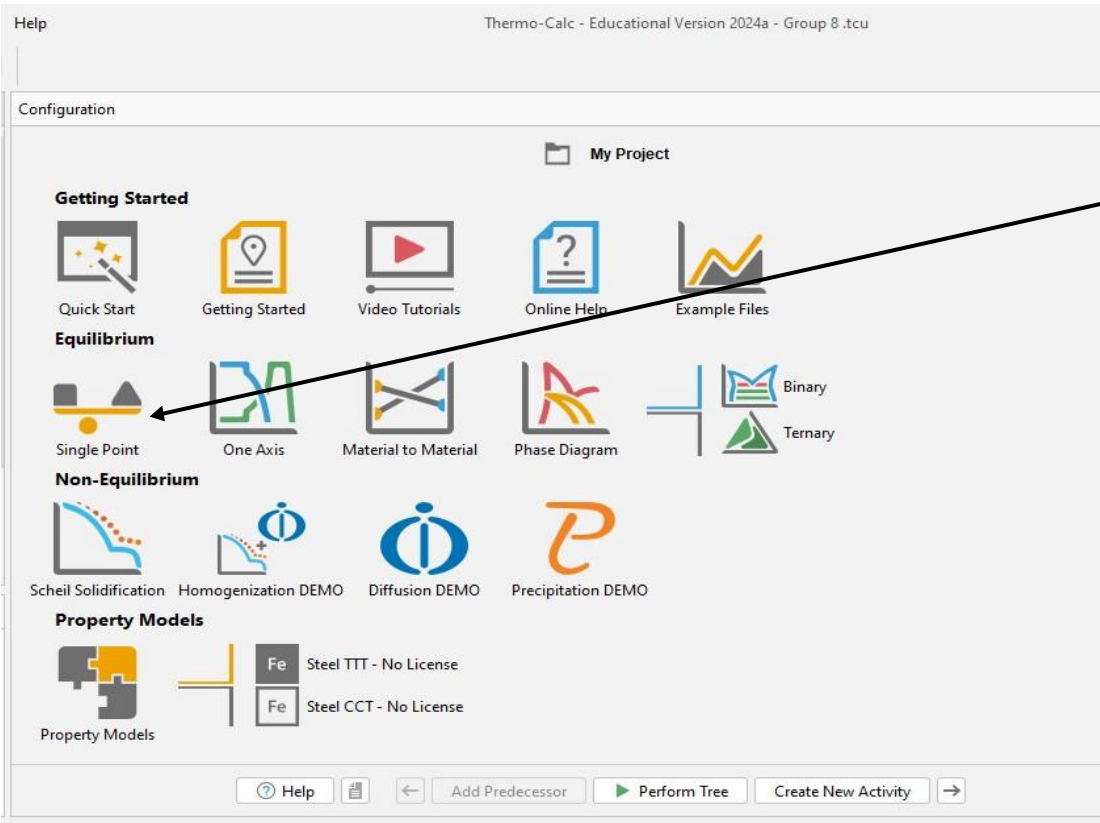 Help
Thermo-Calc - Educational Version 2024a - Group 8 .tcu
Configuration
My Project
Getting Started
Quick Start
Getting Started
Video Tutorials
Online Help
Example Files
Equilibrium
Single Point
One Axis
Material to Material
Phase Diagram
Binary
Ternary
Non-Equilibrium
Scheil Solidification
Homogenization DEMO
Diffusion DEMO
Precipitation DEMO
Property Models
Property Models
Fe Steel TTT - No License
Fe Steel CCT - No License
? Help
Add Predecessor
Perform Tree
Create New Activity